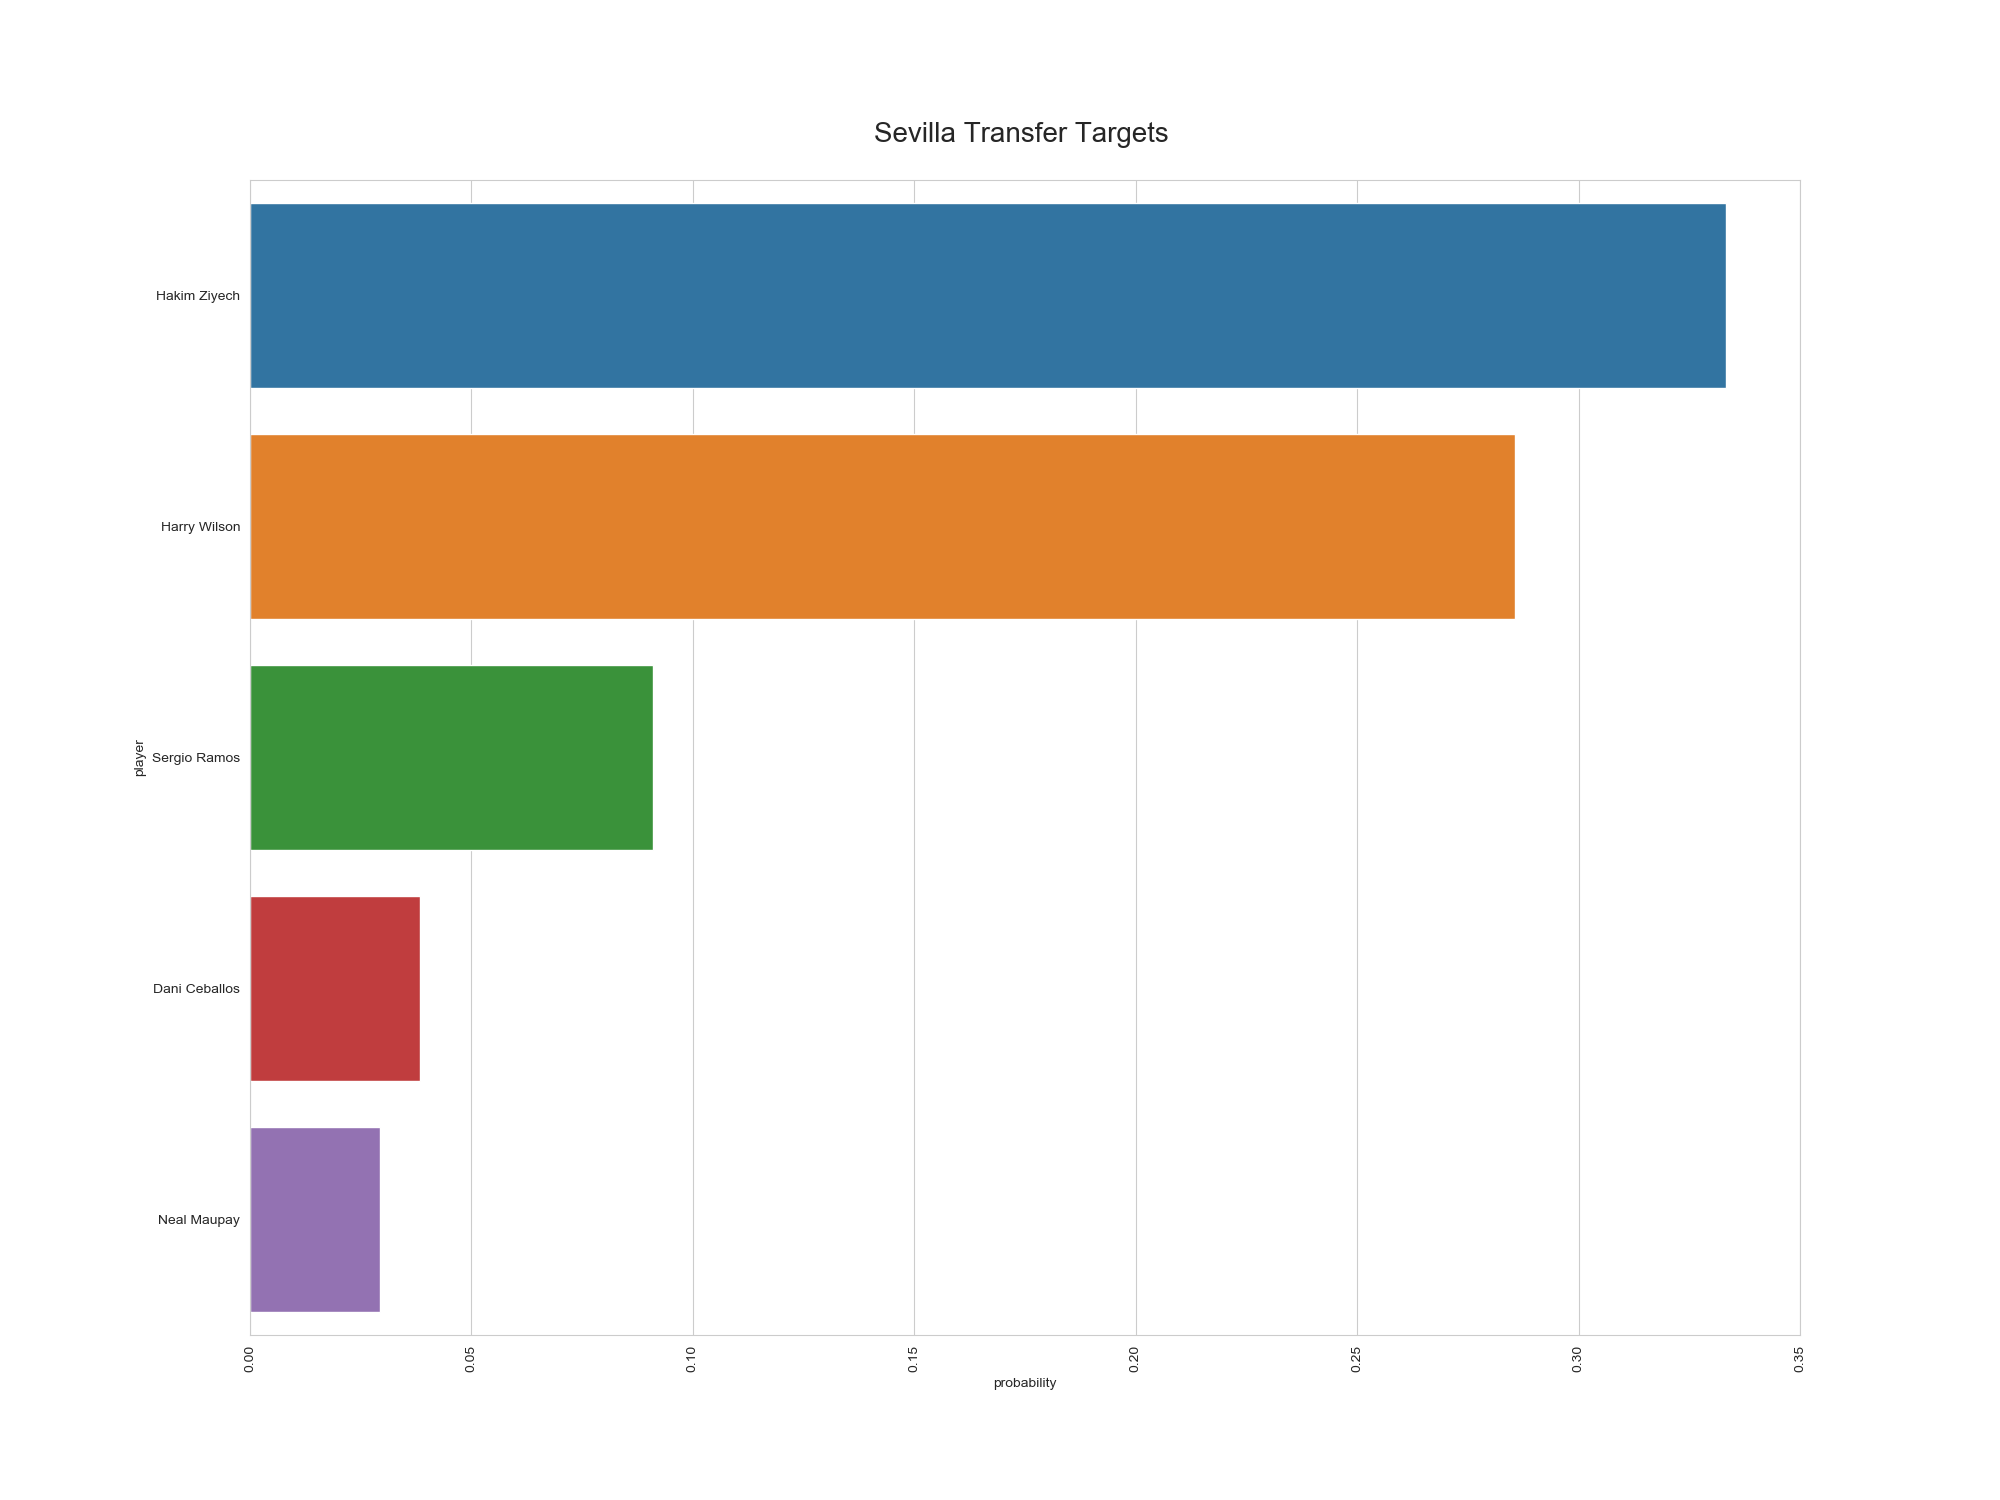 Sevilla Transfer Targets
Hakim Ziyech
Harry Wilson
Sergio Ramos
Dani Ceballos
Neal Maupay
player
0.00 0.05 0.10 0.15 0.20 0.25 0.30 0.35
probability